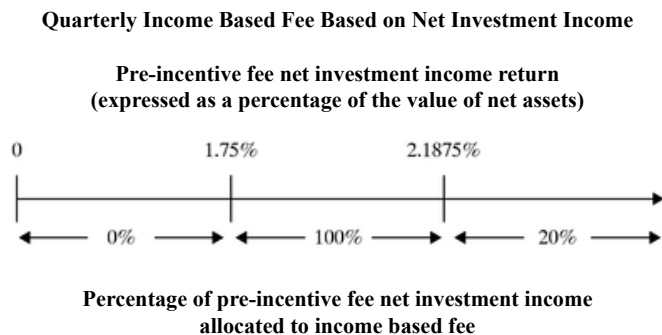 Quarterly Income Based Fee Based on Net Investment Income
Pre-incentive fee net investment income return
(expressed as a percentage of the value of net assets)
0 1.75% 2.1875%
0% 100% 20%
Percentage of pre-incentive fee net investment income
allocated to income based fee